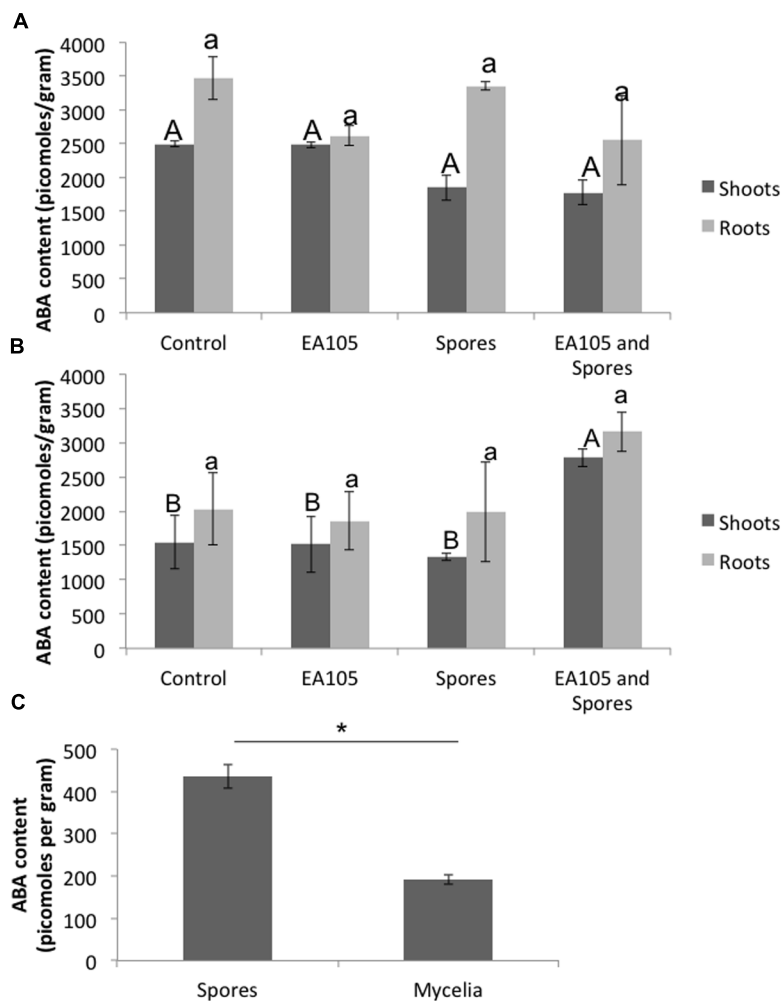 A
ABA content (picomoles/gram)
4000
3500
3000
2500
2000
1500
1000
500
0
A a
A a
A a
A a
Control EA105 Spores EA105 and
Spores
Shoots
Roots
B
ABA content (picomoles/gram)
4000
3500
3000
2500
2000
1500
1000
500
0
B a
B a
B a
A a
Control EA105 Spores EA105 and
Spores
Shoots
Roots
C
ABA content
(picomoles per gram)
500
400
300
200
100
0
*
Spores Mycelia